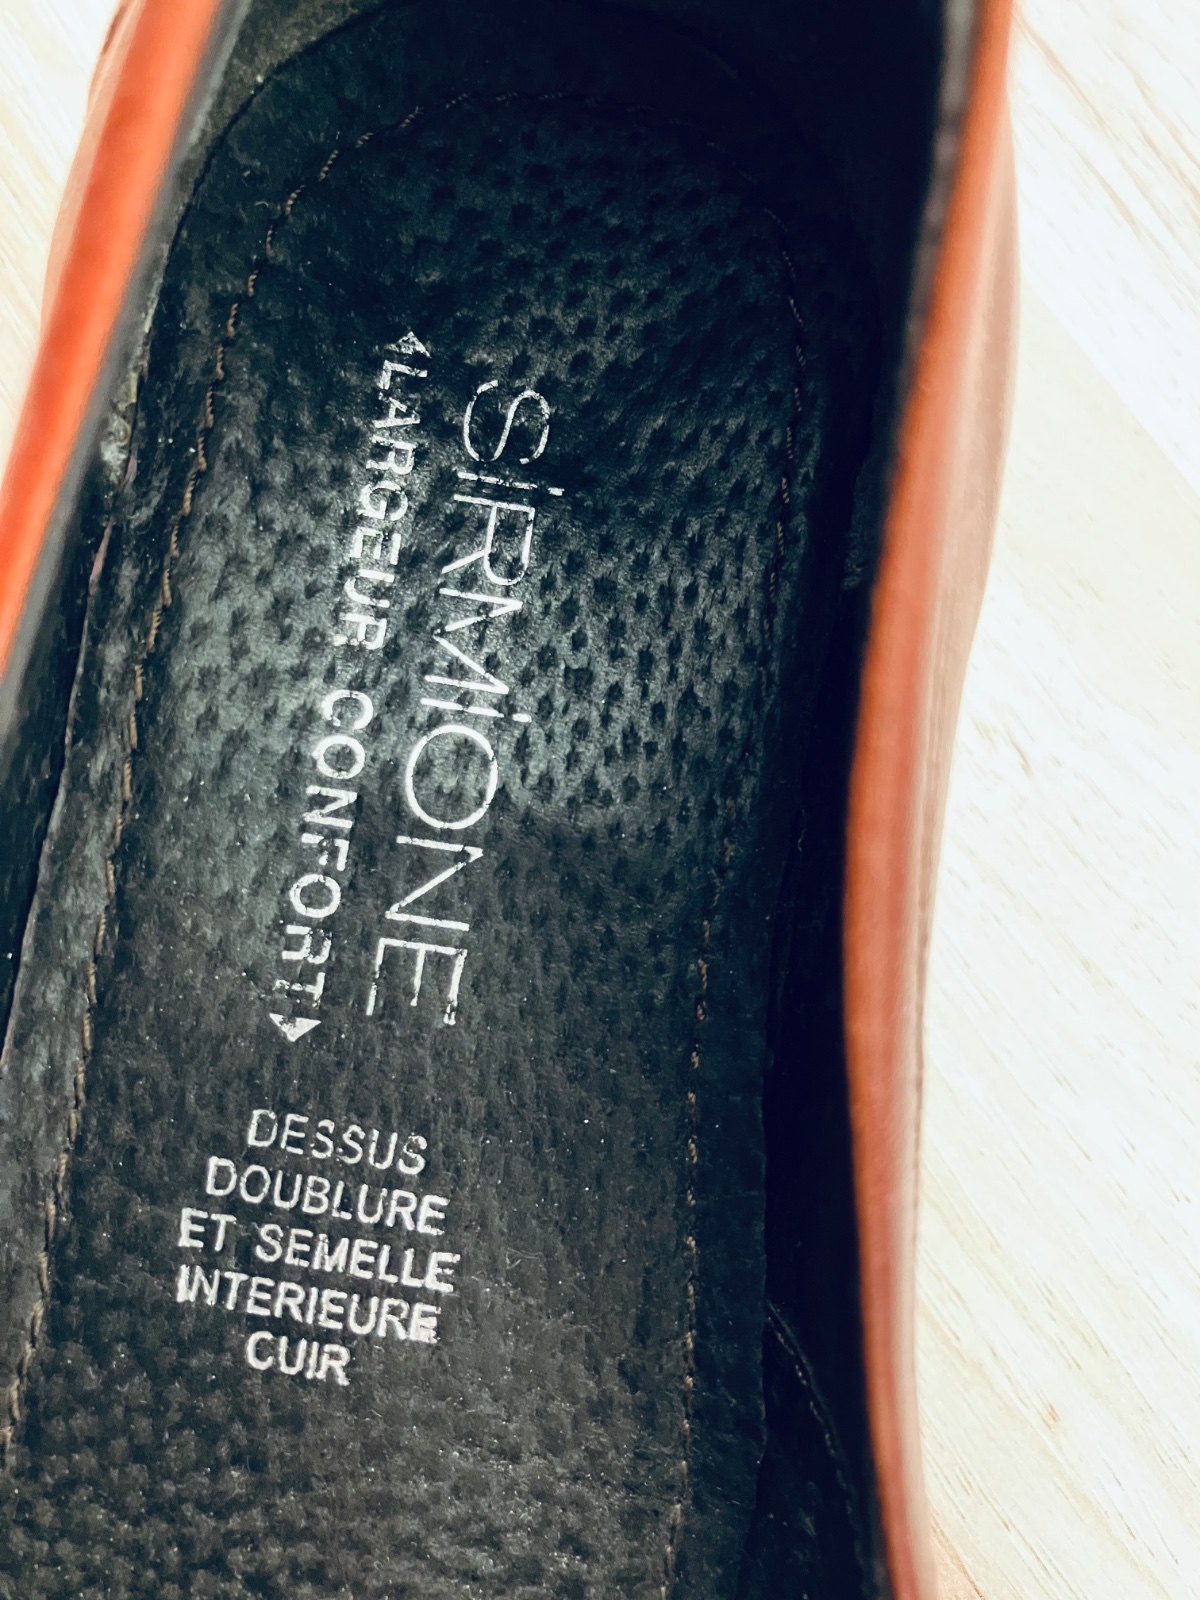 SiRMiONE
LARGEUR CONFORT
DESSUS
DOUBLURE
ET SEMELLE
INTERIEURE
CUIR